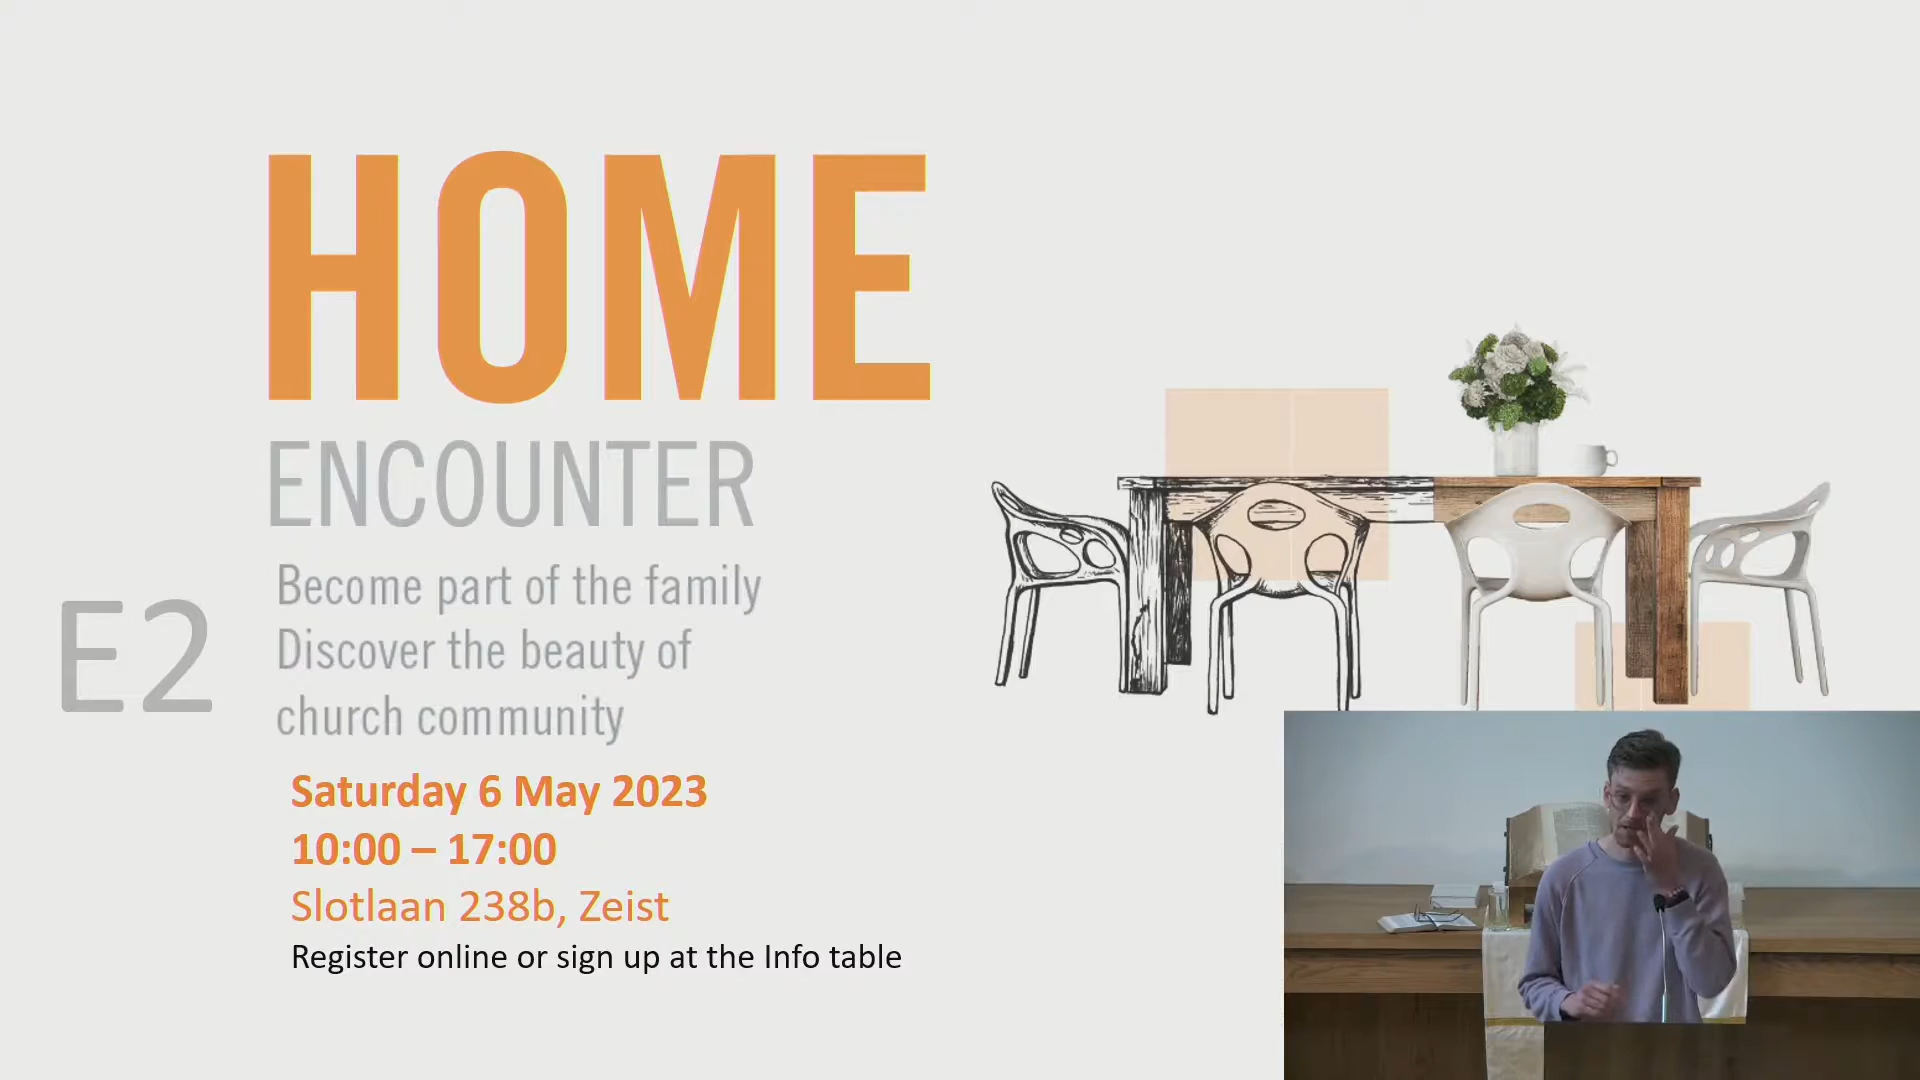 HOME
ENCOUNTER
E2
Become part of the family
Discover the beauty of
church community
Saturday 6 May 2023
10:00 – 17:00
Slotlaan 238b, Zeist
Register online or sign up at the Info table